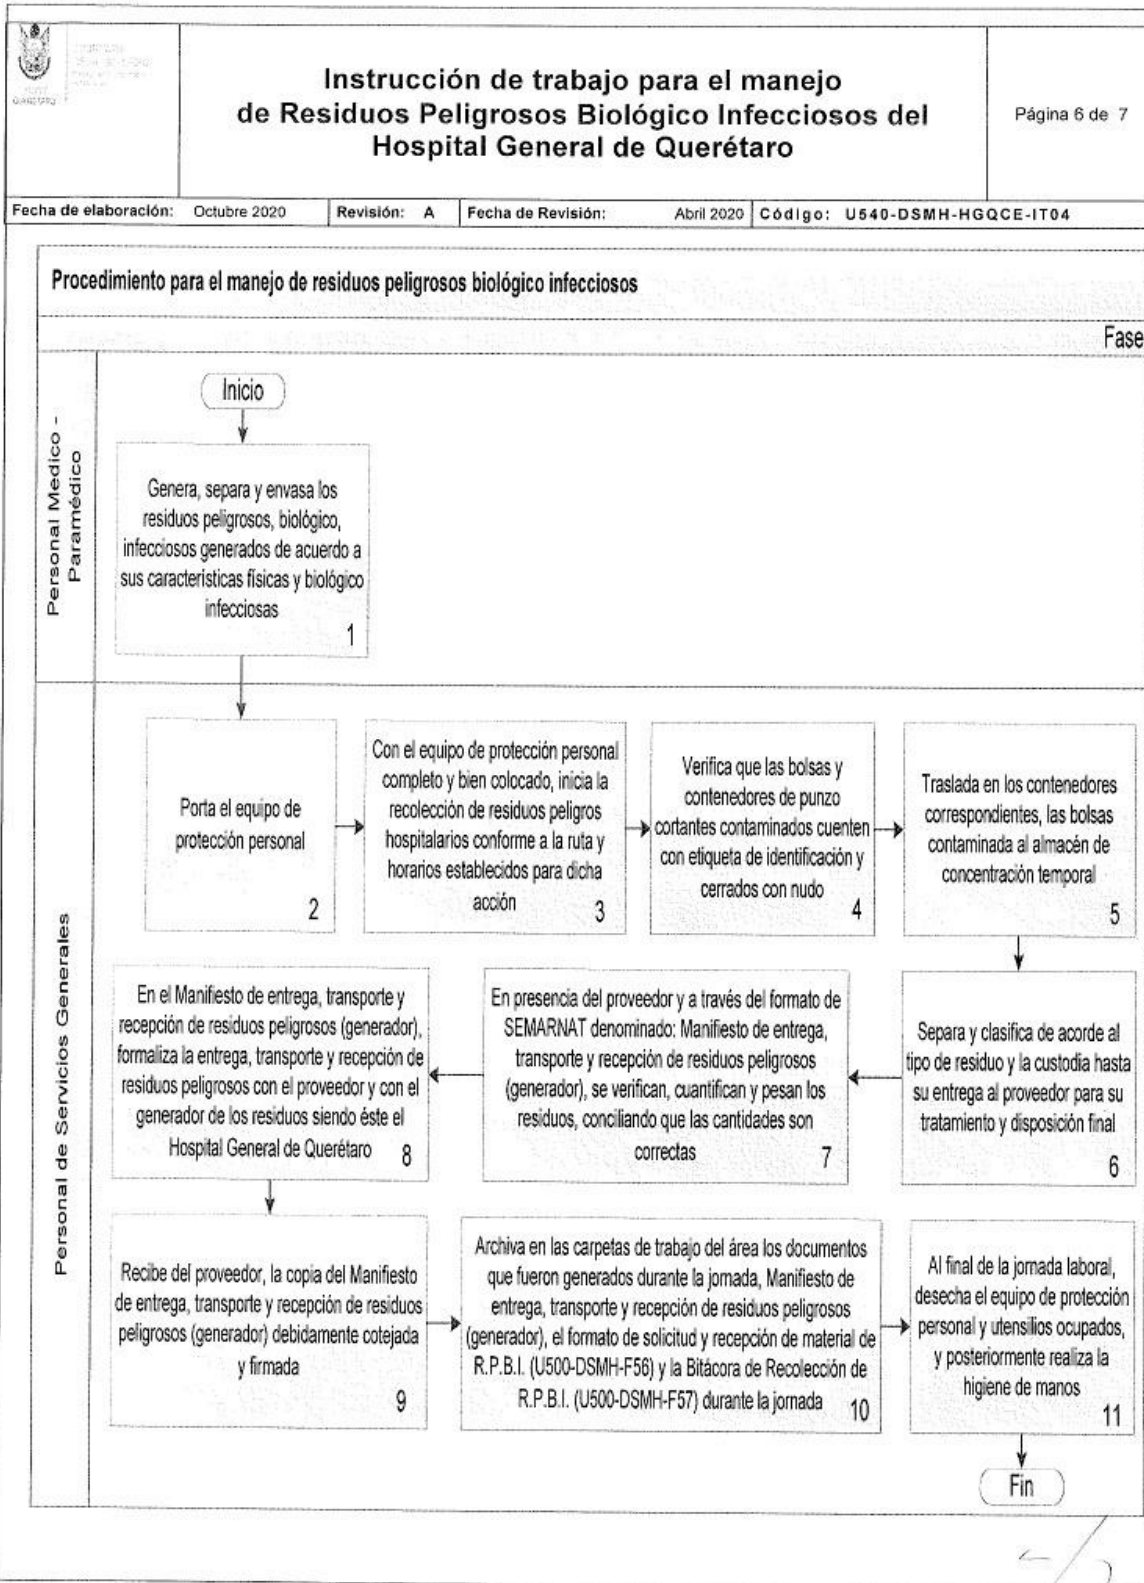 QUERÉTARO
Instrucción de trabajo para el manejo
de Residuos Peligrosos Biológico Infecciosos del
Hospital General de Querétaro
Página 6 de 7
Fecha de elaboración: Octubre 2020 Revisión: A Fecha de Revisión: Abril 2020 Código: U540-DSMH-HGQCE-IT04
Procedimiento para el manejo de residuos peligrosos biológico infecciosos
Fase
Personal Medico -
Paramédico
Inicio
Genera, separa y envasa los
residuos peligrosos, biológico,
infecciosos generados de acuerdo a
sus características físicas y biológico
infecciosas
1
Personal de Servicios Generales
Porta el equipo de
protección personal
2
Con el equipo de protección personal
completo y bien colocado, inicia la
recolección de residuos peligros
hospitalarios conforme a la ruta y
horarios establecidos para dicha
acción
3
Verifica que las bolsas y
contenedores de punzo
cortantes contaminados cuenten
con etiqueta de identificación y
cerrados con nudo
4
Traslada en los contenedores
correspondientes, las bolsas
contaminada al almacén de
concentración temporal
5
Separa y clasifica de acorde al
tipo de residuo y la custodia hasta
su entrega al proveedor para su
tratamiento y disposición final
6
En presencia del proveedor y a través del formato de
SEMARNAT denominado: Manifiesto de entrega,
transporte y recepción de residuos peligrosos
(generador), se verifican, cuantifican y pesan los
residuos, conciliando que las cantidades son
correctas
7
En el Manifiesto de entrega, transporte y
recepción de residuos peligrosos (generador),
formaliza la entrega, transporte y recepción de
residuos peligrosos con el proveedor y con el
generador de los residuos siendo éste el
Hospital General de Querétaro
8
Recibe del proveedor, la copia del Manifiesto
de entrega, transporte y recepción de residuos
peligrosos (generador) debidamente cotejada
y firmada
9
Archiva en las carpetas de trabajo del área los documentos
que fueron generados durante la jornada, Manifiesto de
entrega, transporte y recepción de residuos peligrosos
(generador), el formato de solicitud y recepción de material de
R.P.B.I. (U500-DSMH-F56) y la Bitácora de Recolección de
R.P.B.I. (U500-DSMH-F57) durante la jornada
10
Al final de la jornada laboral,
desecha el equipo de protección
personal y utensilios ocupados,
y posteriormente realiza la
higiene de manos
11
Fin